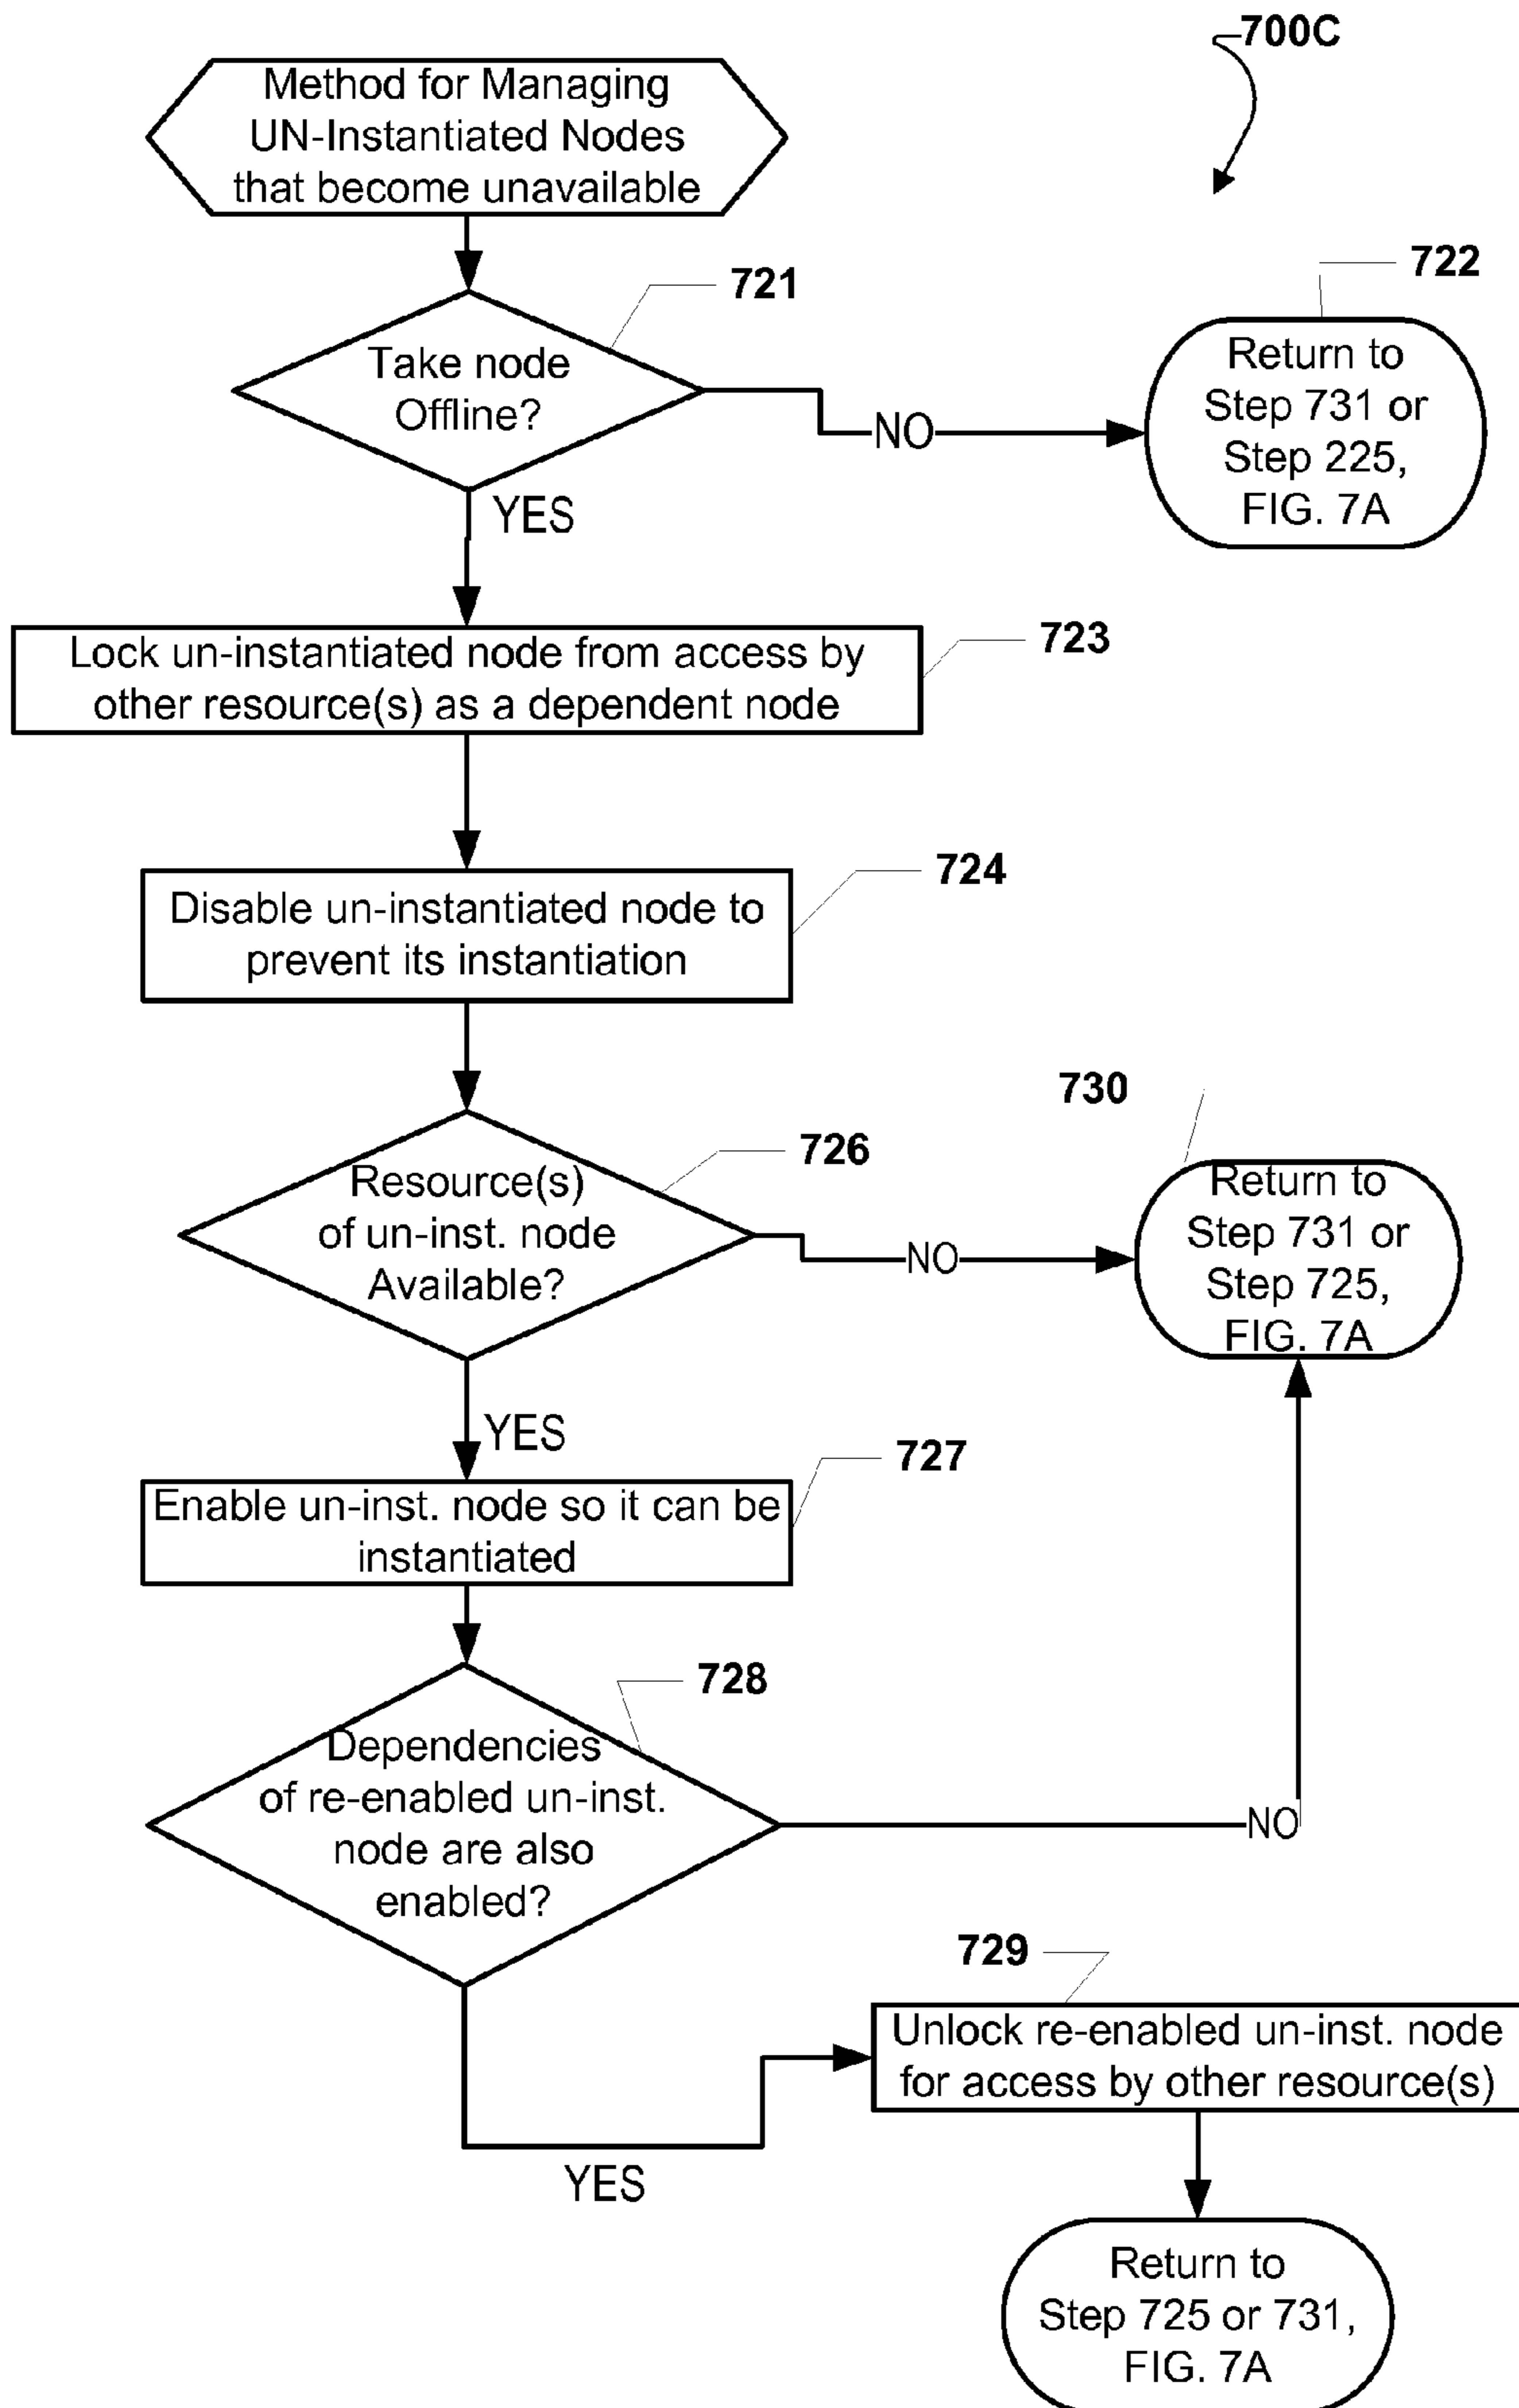 700C
Method for Managing
UN-Instantiated Nodes
that become unavailable
721
722
Take node
Offline?
NO
Return to
Step 731 or
Step 225,
FIG. 7A
YES
723
Lock un-instantiated node from access by
other resource(s) as a dependent node
724
Disable un-instantiated node to
prevent its instantiation
730
726
Resource(s)
of un-inst. node
Available?
NO
Return to
Step 731 or
Step 725,
FIG. 7A
YES
727
Enable un-inst. node so it can be
instantiated
728
Dependencies
of re-enabled un-inst.
node are also
enabled?
NO
729
Unlock re-enabled un-inst. node
for access by other resource(s)
YES
Return to
Step 725 or 731,
FIG. 7A